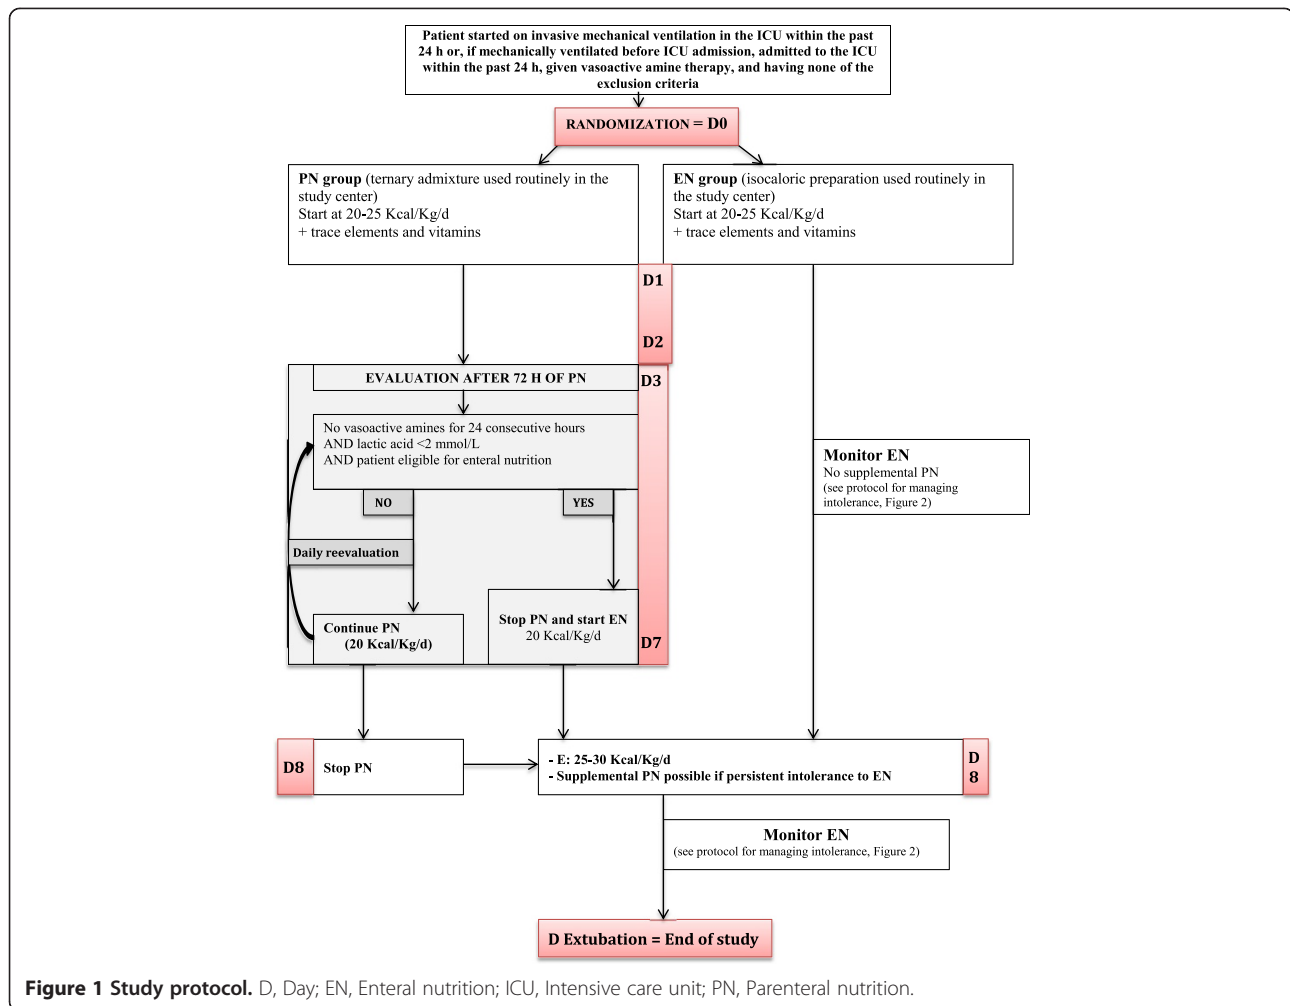 Patient started on invasive mechanical ventilation in the ICU within the past
24 h or, if mechanically ventilated before ICU admission, admitted to the ICU
within the past 24 h, given vasoactive amine therapy, and having none of the
exclusion criteria
RANDOMIZATION = D0
PN group (ternary admixture used routinely in the
study center)
Start at 20-25 Kcal/Kg/d
+ trace elements and vitamins
EN group (isocaloric preparation used routinely in
the study center)
Start at 20-25 Kcal/Kg/d
+ trace elements and vitamins
D1
D2
EVALUATION AFTER 72 H OF PN
D3
No vasoactive amines for 24 consecutive hours
AND lactic acid <2 mmol/L
AND patient eligible for enteral nutrition
NO
YES
Daily reevaluation
Continue PN
(20 Kcal/Kg/d)
Stop PN and start EN
20 Kcal/Kg/d
D7
Monitor EN
No supplemental PN
(see protocol for managing
intolerance, Figure 2)
D8
Stop PN
- E: 25-30 Kcal/Kg/d
- Supplemental PN possible if persistent intolerance to EN
D
8
Monitor EN
(see protocol for managing intolerance, Figure 2)
D Extubation = End of study
Figure 1 Study protocol. D, Day; EN, Enteral nutrition; ICU, Intensive care unit; PN, Parenteral nutrition.